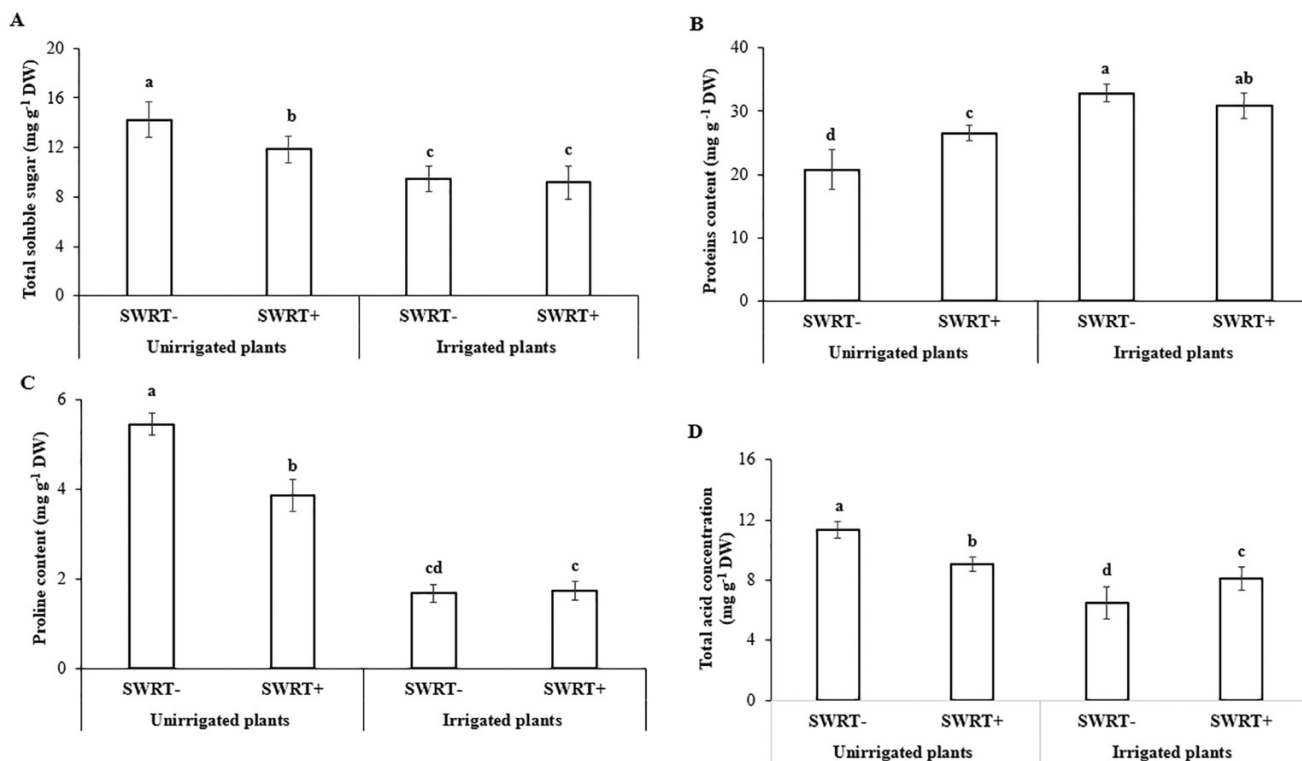 A
Total soluble sugar (mg g⁻¹ DW)
20
16
12
8
4
0
a
b
c
c
SWRT- SWRT+ SWRT- SWRT+
Unirrigated plants Irrigated plants
B
Proteins content (mg g⁻¹ DW)
40
30
20
10
0
d
c
a
ab
SWRT- SWRT+ SWRT- SWRT+
Unirrigated plants Irrigated plants
C
Proline content (mg g⁻¹ DW)
6
4
2
0
a
b
cd
c
SWRT- SWRT+ SWRT- SWRT+
Unirrigated plants Irrigated plants
D
Total acid concentration
(mg g⁻¹ DW)
16
12
8
4
0
a
b
d
c
SWRT- SWRT+ SWRT- SWRT+
Unirrigated plants Irrigated plants